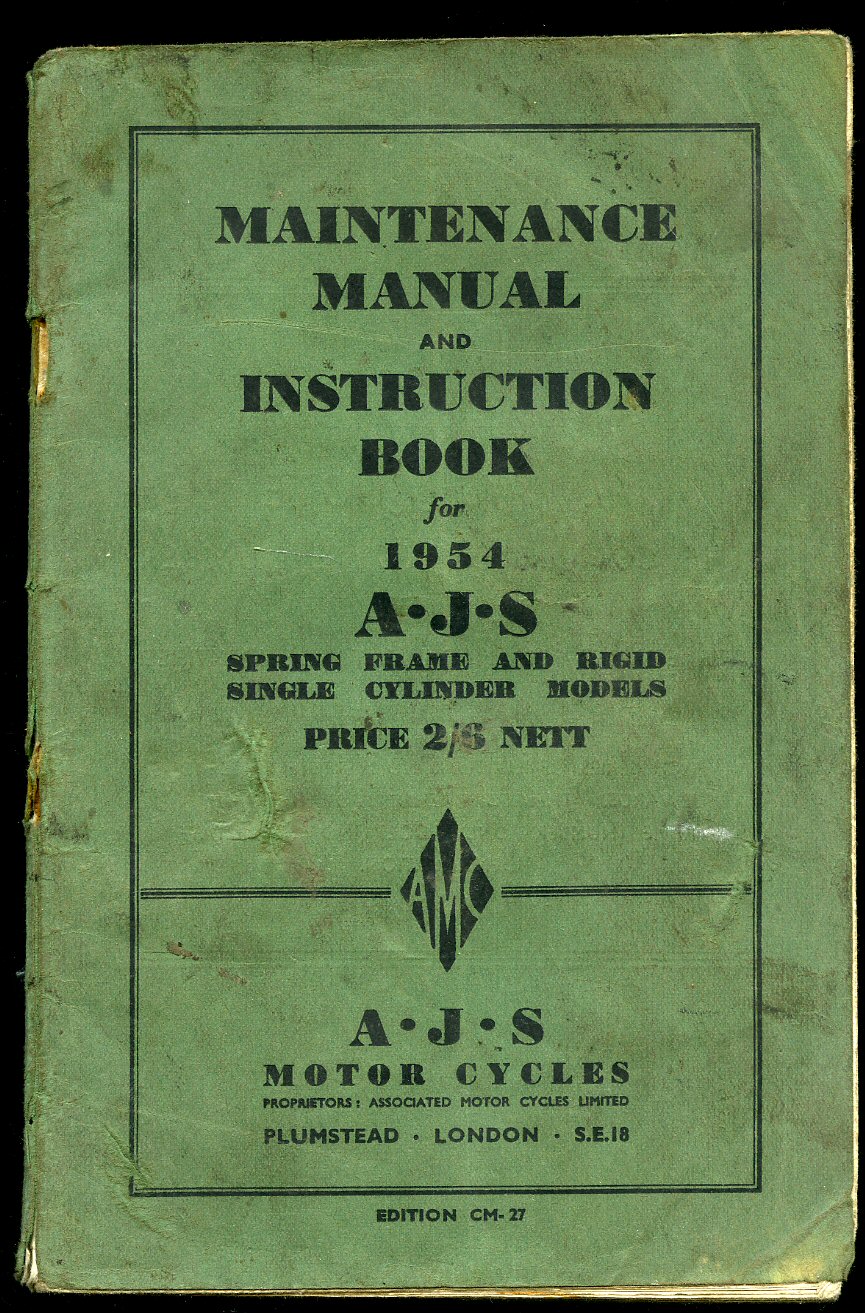 MAINTENANCE
MANUAL
AND
INSTRUCTION
BOOK
for
1954
A·J·S
SPRING FRAME AND RIGID
SINGLE CYLINDER MODELS
PRICE 2/6 NETT
AMC
A·J·S
MOTOR CYCLES
PROPRIETORS: ASSOCIATED MOTOR CYCLES LIMITED
PLUMSTEAD · LONDON · S.E.18
EDITION CM-27